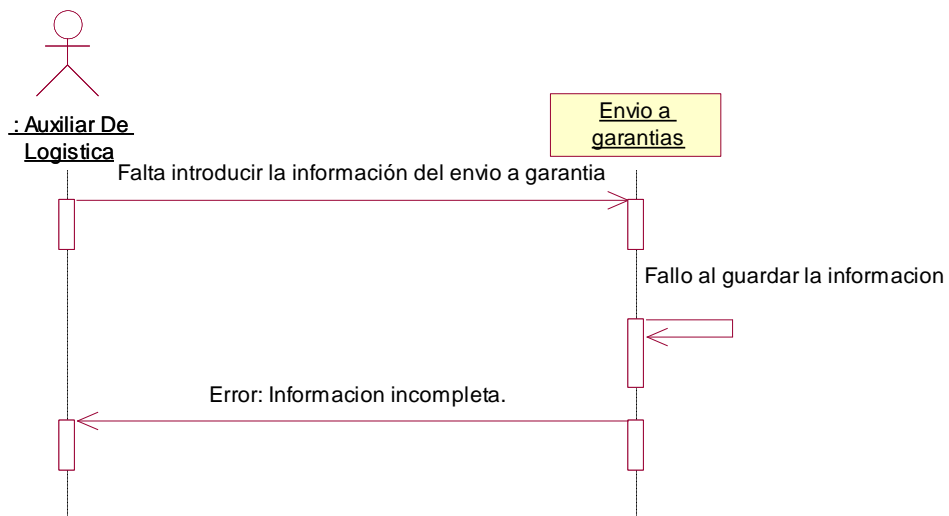 : Auxiliar De
Logistica
Envio a
garantias
Falta introducir la información del envio a garantia
Fallo al guardar la informacion
Error: Informacion incompleta.